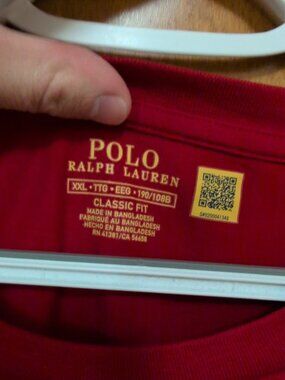 POLO
RALPH LAUREN
XXL • TTG • EEG • 190/108B
CLASSIC FIT
MADE IN BANGLADESH
FABRIQUÉ AU BANGLADESH
HECHO EN BANGLADESH
RN 41381/CA 56658